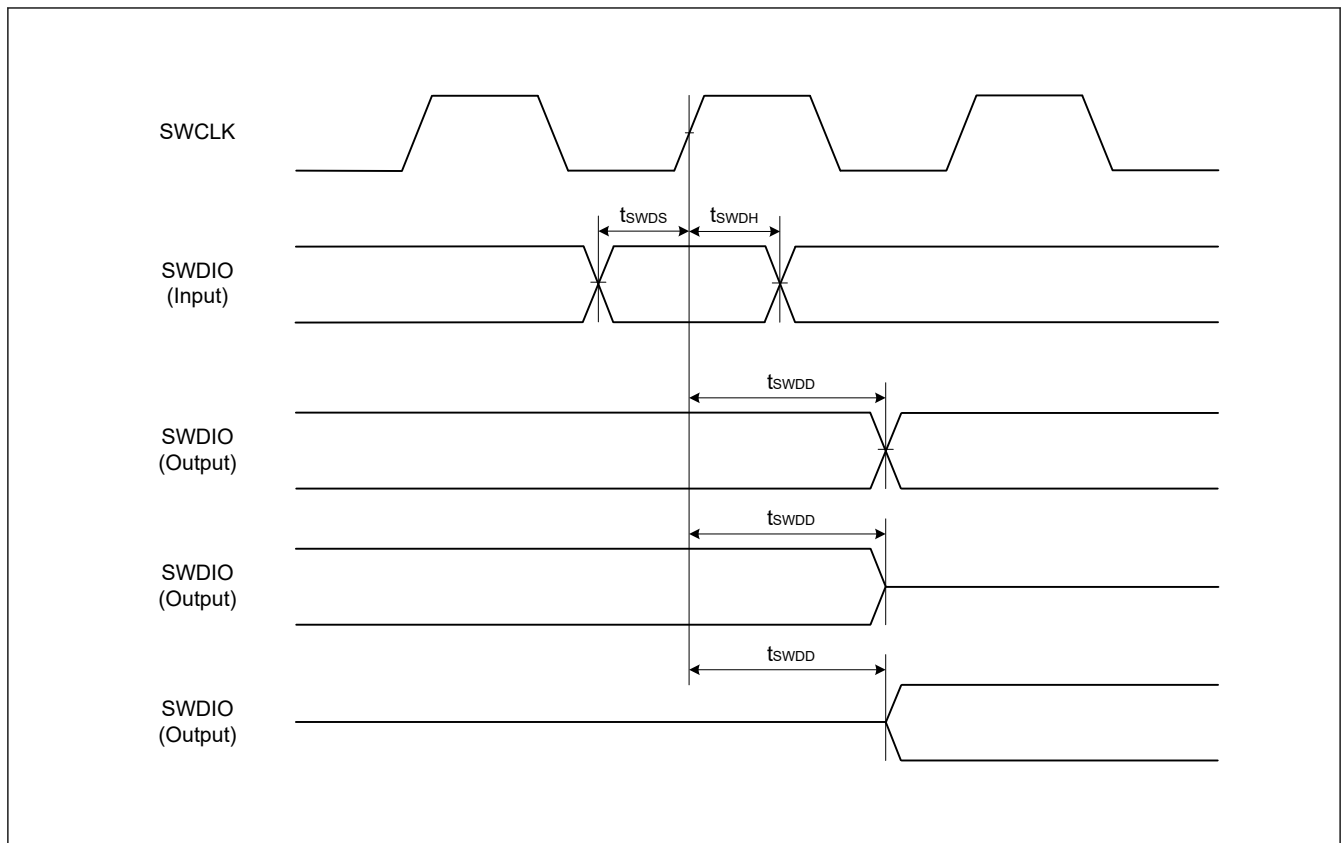 SWCLK
tSWDS
tSWDH
SWDIO
(Input)
tSWDD
SWDIO
(Output)
tSWDD
SWDIO
(Output)
tSWDD
SWDIO
(Output)